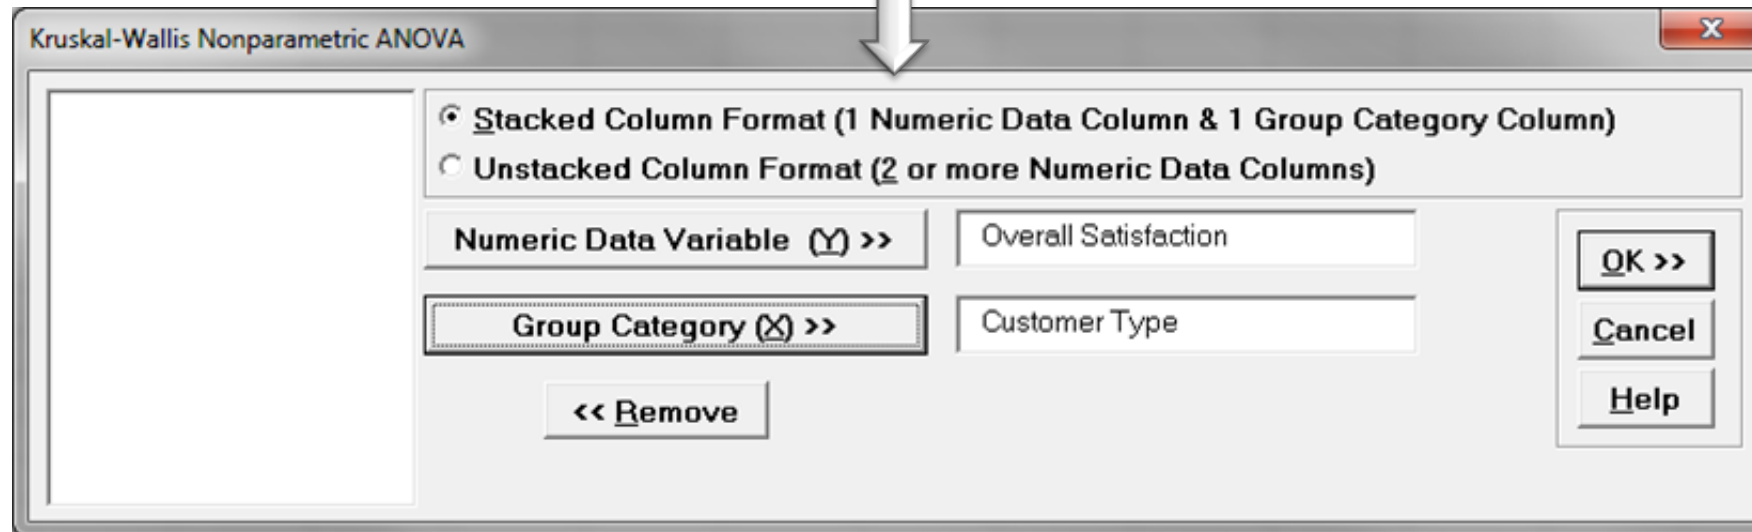 Kruskal-Wallis Nonparametric ANOVA
Stacked Column Format (1 Numeric Data Column & 1 Group Category Column)
Unstacked Column Format (2 or more Numeric Data Columns)
Numeric Data Variable (Y) >> Overall Satisfaction
OK >>
Group Category (X) >> Customer Type
Cancel
<< Remove
Help